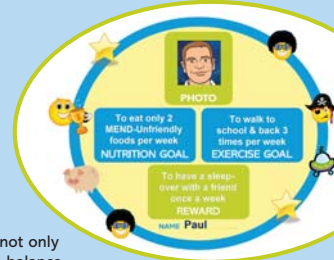 PHOTO
To eat only 2
MEND-Unfriendly
foods per week
NUTRITION GOAL
To walk to
school & back 3
times per week
EXERCISE GOAL
To have a sleep-
over with a friend
once a week
REWARD
NAME Paul
not only
balance